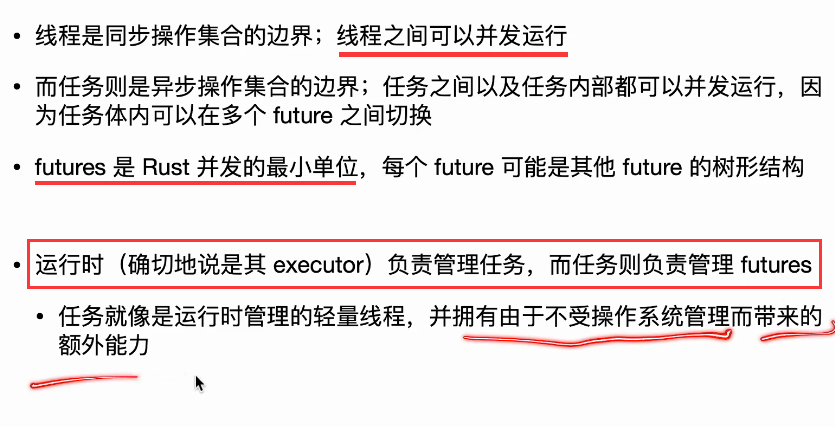 • 线程是同步操作集合的边界；线程之间可以并发运行
• 而任务则是异步操作集合的边界；任务之间以及任务内部都可以并发运行，因
为任务体内可以在多个 future 之间切换
• futures 是 Rust 并发的最小单位，每个 future 可能是其他 future 的树形结构
• 运行时（确切地说是其 executor）负责管理任务，而任务则负责管理 futures
• 任务就像是运行时管理的轻量线程，并拥有由于不受操作系统管理而带来的
额外能力